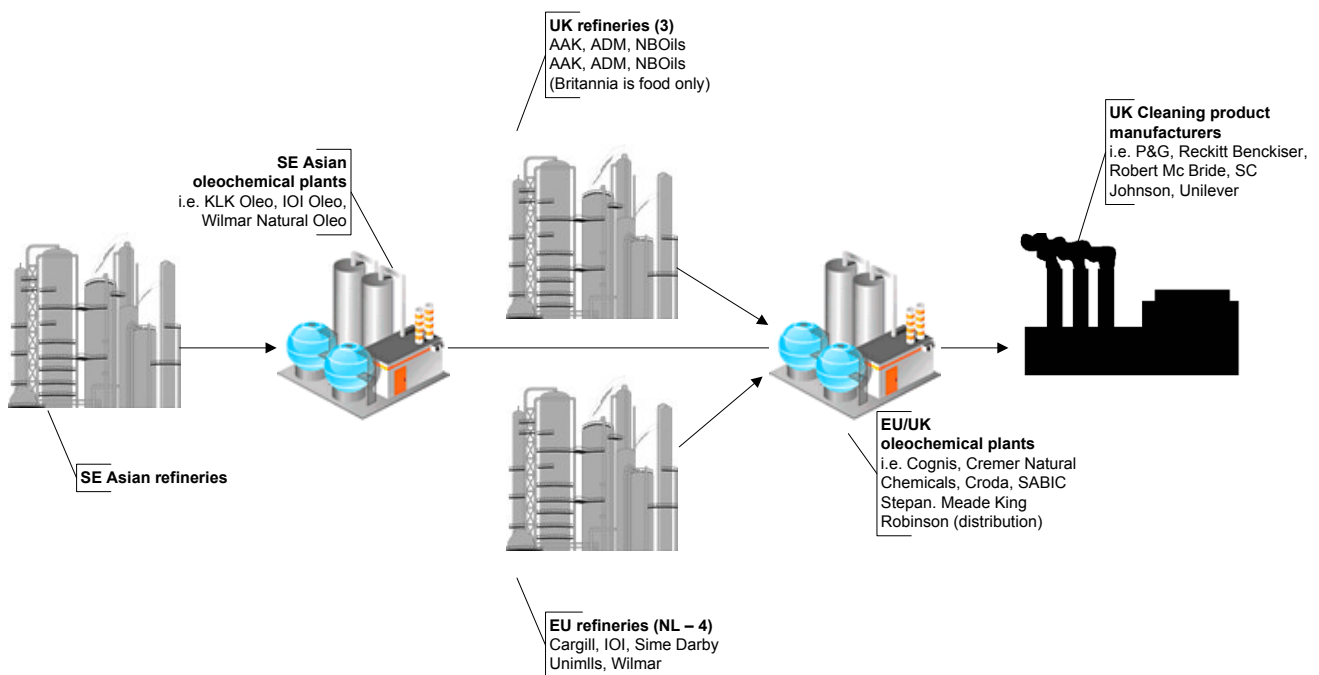 UK refineries (3)
AAK, ADM, NBOils
AAK, ADM, NBOils
(Britannia is food only)
UK Cleaning product
manufacturers
i.e. P&G, Reckitt Benckiser,
Robert Mc Bride, SC
Johnson, Unilever
SE Asian
oleochemical plants
i.e. KLK Oleo, IOI Oleo,
Wilmar Natural Oleo
SE Asian refineries
EU/UK
oleochemical plants
i.e. Cognis, Cremer Natural
Chemicals, Croda, SABIC
Stepan. Meade King
Robinson (distribution)
EU refineries (NL – 4)
Cargill, IOI, Sime Darby
Unimlls, Wilmar